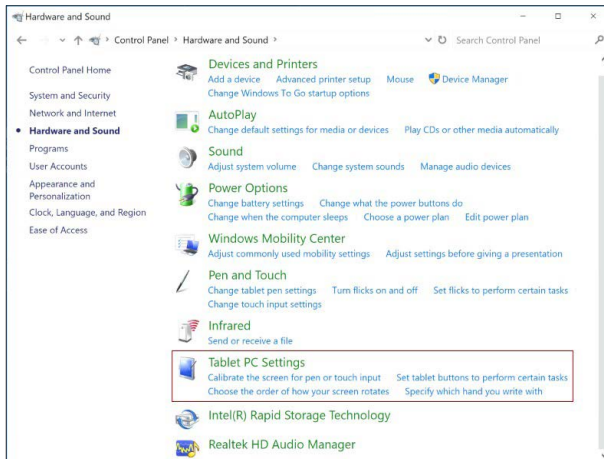 Hardware and Sound
Control Panel > Hardware and Sound >
Search Control Panel
Control Panel Home
System and Security
Network and Internet
Hardware and Sound
Programs
User Accounts
Appearance and
Personalization
Clock, Language, and Region
Ease of Access
Devices and Printers
Add a device Advanced printer setup Mouse Device Manager
Change Windows To Go startup options
AutoPlay
Change default settings for media or devices Play CDs or other media automatically
Sound
Adjust system volume Change system sounds Manage audio devices
Power Options
Change battery settings Change what the power buttons do
Change when the computer sleeps Choose a power plan Edit power plan
Windows Mobility Center
Adjust commonly used mobility settings Adjust settings before giving a presentation
Pen and Touch
Change tablet pen settings Turn flicks on and off Set flicks to perform certain tasks
Change touch input settings
Infrared
Send or receive a file
Tablet PC Settings
Calibrate the screen for pen or touch input Set tablet buttons to perform certain tasks
Choose the order of how your screen rotates Specify which hand you write with
Intel(R) Rapid Storage Technology
Realtek HD Audio Manager